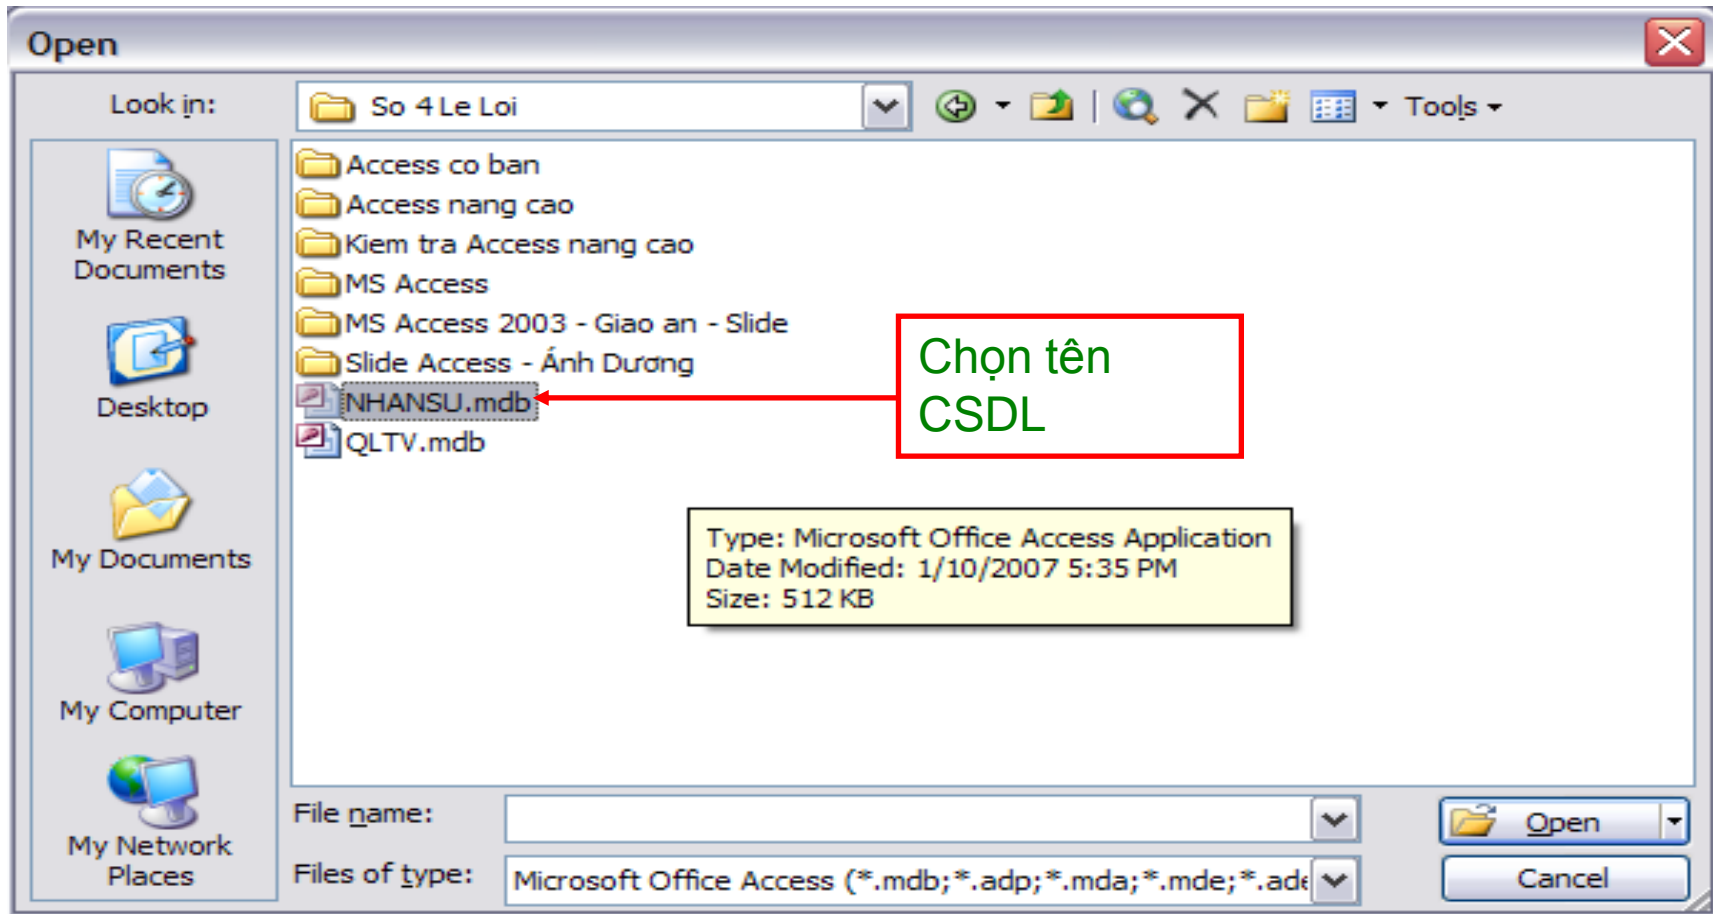 Open
Look in:
So 4 Le Loi
Tools
My Recent
Documents
Desktop
My Documents
My Computer
My Network
Places
Access co ban
Access nang cao
Kiem tra Access nang cao
MS Access
MS Access 2003 - Giao an - Slide
Slide Access - Ánh Dương
NHANSU.mdb
QLTV.mdb
Chọn tên
CSDL
Type: Microsoft Office Access Application
Date Modified: 1/10/2007 5:35 PM
Size: 512 KB
File name:
Open
Files of type:
Microsoft Office Access (*.mdb;*.adp;*.mda;*.mde;*.ade
Cancel